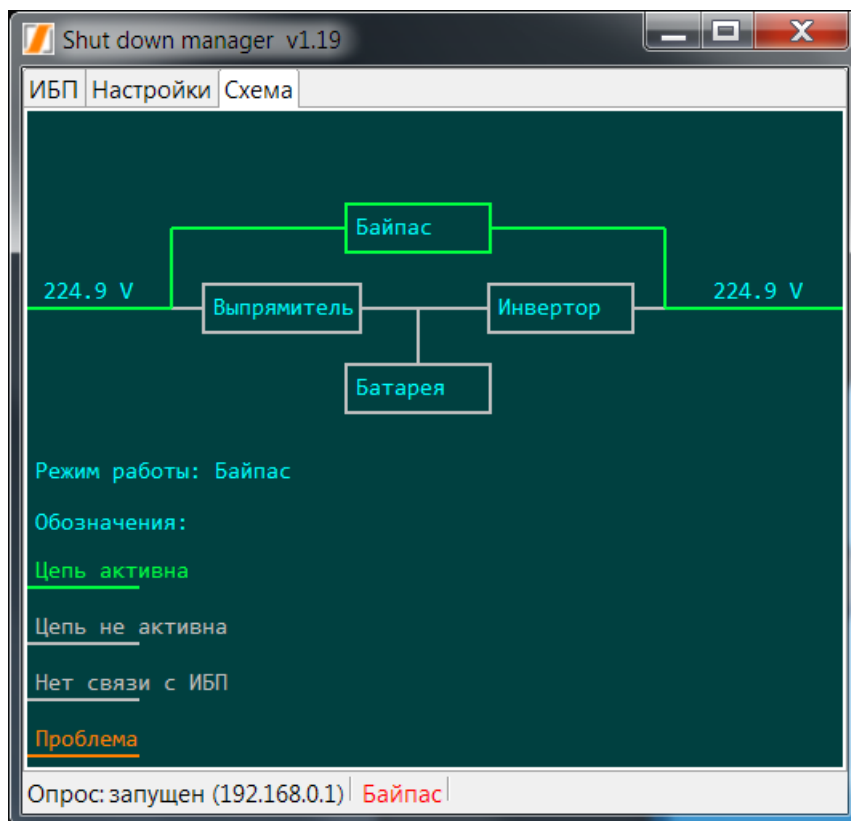 Shut down manager v1.19
ИБП Настройки Схема
Байпас
224.9 V
224.9 V
Выпрямитель
Инвертор
Батарея
Режим работы: Байпас
Обозначения:
Цепь активна
Цепь не активна
Нет связи с ИБП
Проблема
Опрос: запущен (192.168.0.1) Байпас